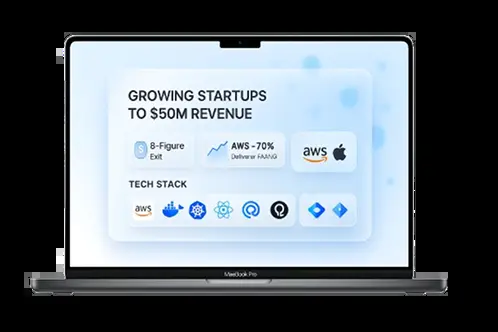 GROWING STARTUPS
TO $50M REVENUE
8-Figure
Exit
AWS -70%
Deliverer FAANG
aws
TECH STACK
aws
MacBook Pro